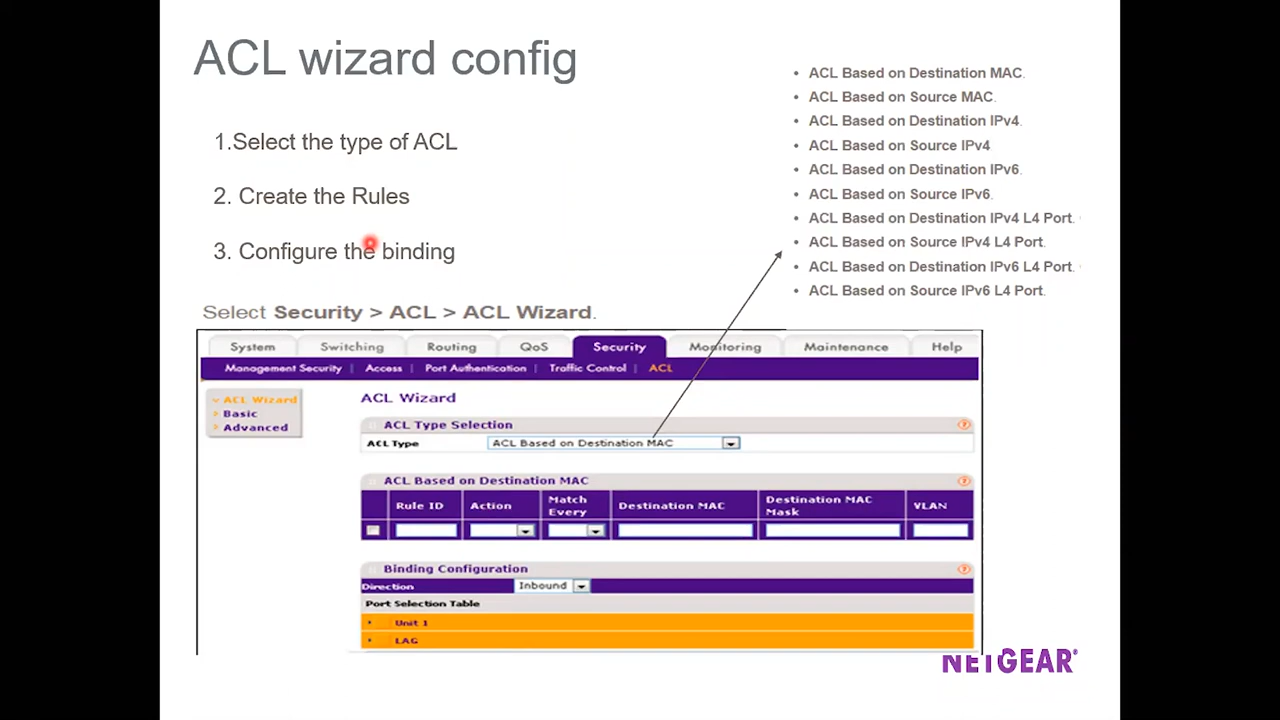 ACL wizard config
1.Select the type of ACL
2. Create the Rules
3. Configure the binding
• ACL Based on Destination MAC.
• ACL Based on Source MAC.
• ACL Based on Destination IPv4.
• ACL Based on Source IPv4
• ACL Based on Destination IPv6.
• ACL Based on Source IPv6.
• ACL Based on Destination IPv4 L4 Port.
• ACL Based on Source IPv4 L4 Port.
• ACL Based on Destination IPv6 L4 Port.
• ACL Based on Source IPv6 L4 Port.
Select Security > ACL > ACL Wizard.
System Switching Routing QoS Security Monitoring Maintenance Help
Management Security | Access | Port Authentication | Traffic Control | ACL
ACL Wizard
Basic
Advanced
ACL Wizard
ACL Type Selection
ACL Type ACL Based on Destination MAC
ACL Based on Destination MAC
Rule ID Action Match Every Destination MAC Destination MAC Mask VLAN
Binding Configuration
Direction Inbound
Port Selection Table
Unit 1
LAG
NETGEAR®